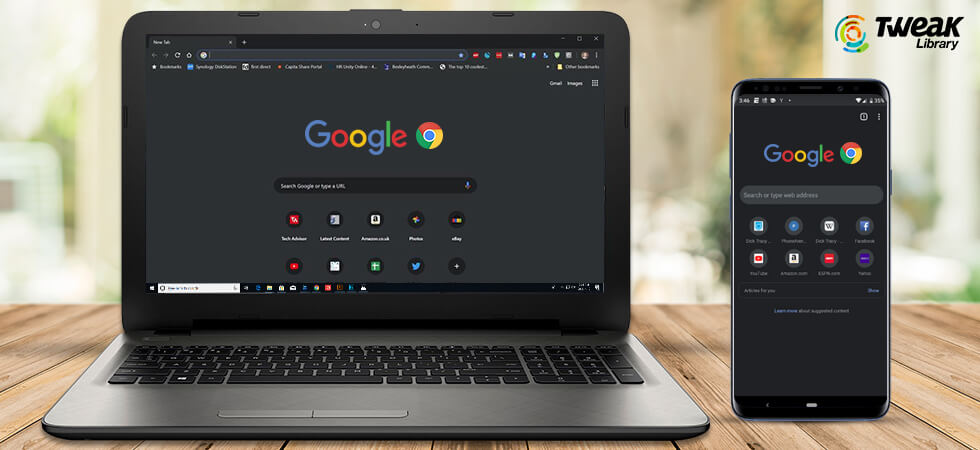 TWEAK
Library
New Tab
Bookmarks Synology DiskStation first direct Capita Share Portal HR Unity Online - 4... Bexleyheath Comm... The top 10 coolest... Other bookmarks
Gmail Images
Google
Search Google or type a URL
Tech Advisor Latest Content Amazon.co.uk Photos eBay
3:46 35%
1
Google
Search or type web address
Dick Tracy Dick Tracy Facebook
YouTube Amazon.com ESPN.com Yahoo
Articles for you Show
Learn more about suggested content